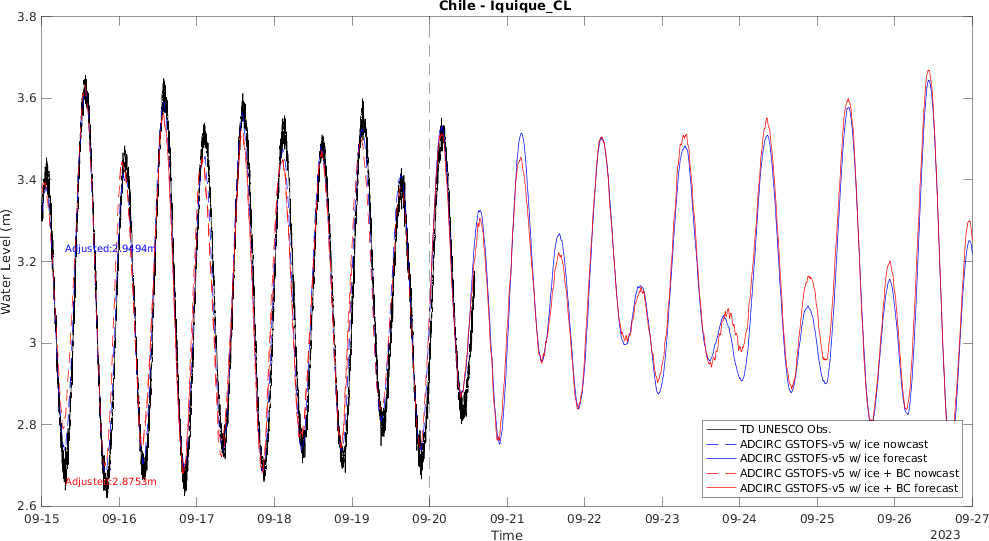 Chile - Iquique_CL
3.8
3.6
3.4
3.2
3
2.8
2.6
Water Level (m)
Adjusted:2.9494m
Adjusted:2.8753m
TD UNESCO Obs.
ADCIRC GSTOFS-v5 w/ ice nowcast
ADCIRC GSTOFS-v5 w/ ice forecast
ADCIRC GSTOFS-v5 w/ ice + BC nowcast
ADCIRC GSTOFS-v5 w/ ice + BC forecast
09-15 09-16 09-17 09-18 09-19 09-20 09-21 09-22 09-23 09-24 09-25 09-26 09-27
Time
2023